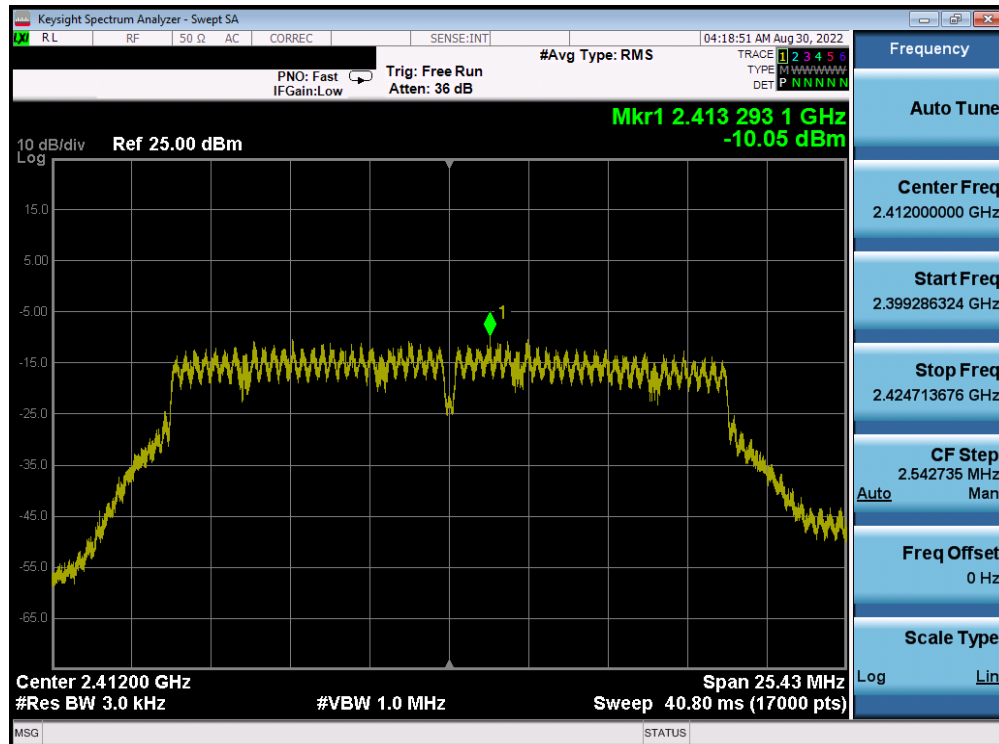 Keysight Spectrum Analyzer - Swept SA
LXI RL RF 50 Ω AC CORREC SENSE:INT 04:18:51 AM Aug 30, 2022
#Avg Type: RMS TRACE 1 2 3 4 5 6
PNO: Fast Trig: Free Run TYPE M W W W W W
IFGain:Low Atten: 36 dB DET P N N N N N
Mkr1 2.413 293 1 GHz
-10.05 dBm
10 dB/div Ref 25.00 dBm
Log
15.0
5.00
-5.00
1
-15.0
-25.0
-35.0
-45.0
-55.0
-65.0
Center 2.41200 GHz Span 25.43 MHz
#Res BW 3.0 kHz #VBW 1.0 MHz Sweep 40.80 ms (17000 pts)
MSG STATUS
Frequency
Auto Tune
Center Freq
2.412000000 GHz
Start Freq
2.399286324 GHz
Stop Freq
2.424713676 GHz
CF Step
2.542735 MHz
Auto Man
Freq Offset
0 Hz
Scale Type
Log Lin